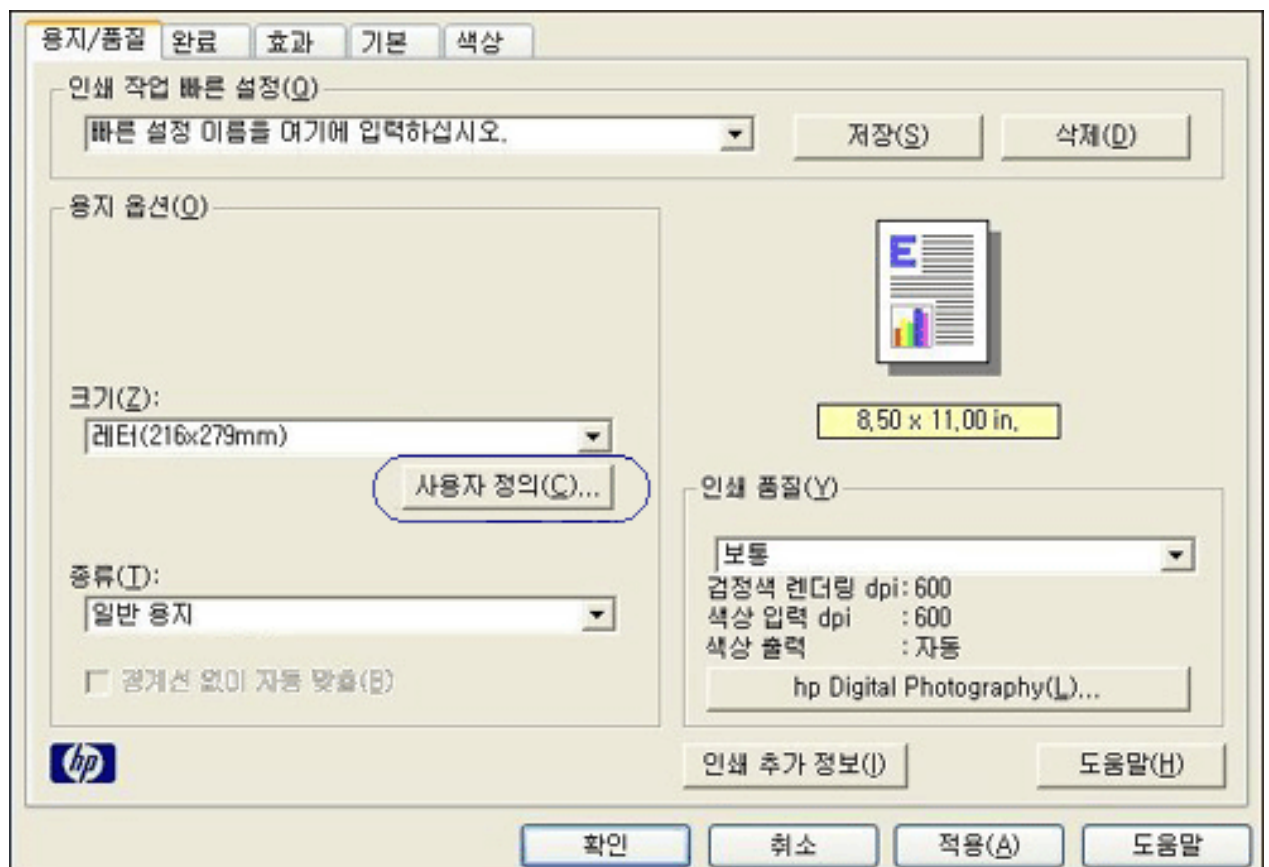 용지/품질 완료 효과 기본 색상
인쇄 작업 빠른 설정(Q)
빠른 설정 이름을 여기에 입력하십시오. 저장(S) 삭제(D)
용지 옵션(O)
E
크기(Z):
레터(216x279mm)
8,50 x 11,00 in,
사용자 정의(C)...
인쇄 품질(Y)
보통
종류(T):
일반 용지
검정색 렌더링 dpi: 600
색상 입력 dpi : 600
색상 출력 : 자동
경계선 없이 자동 맞춤(B)
hp Digital Photography(L)...
hp
인쇄 추가 정보(I) 도움말(H)
확인 취소 적용(A) 도움말